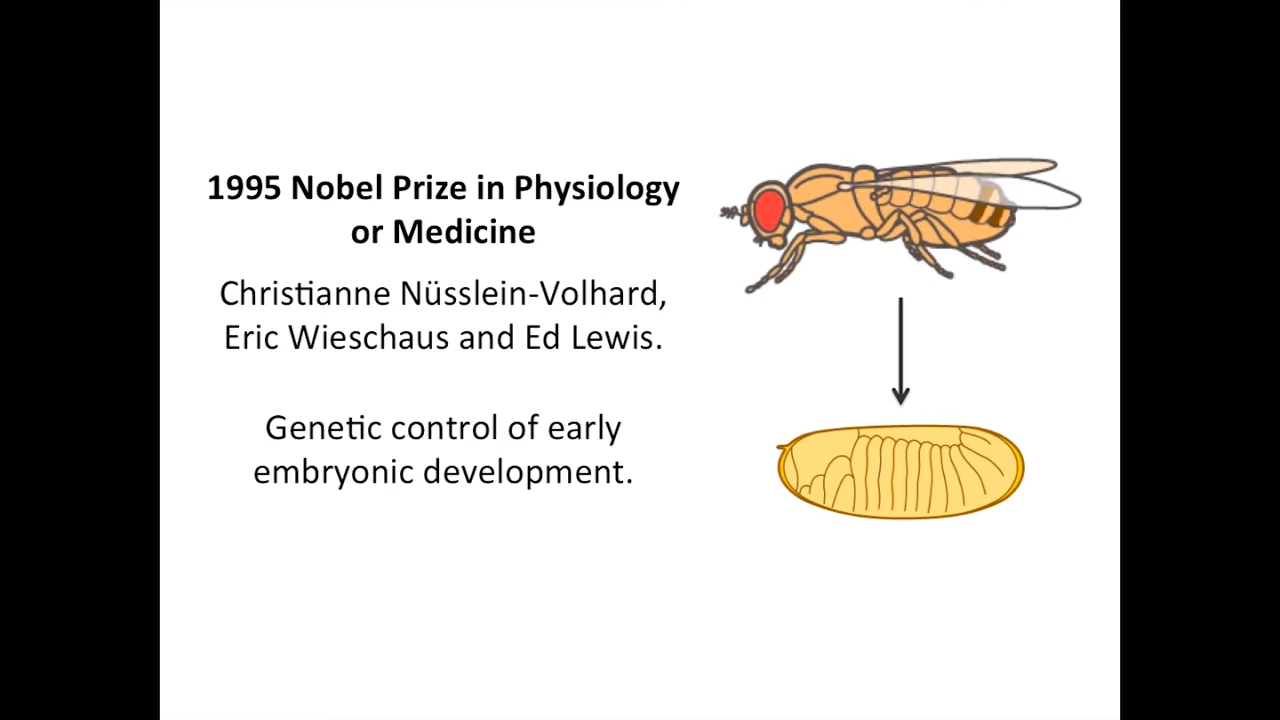 1995 Nobel Prize in Physiology
or Medicine
Christianne Nüsslein-Volhard,
Eric Wieschaus and Ed Lewis.
Genetic control of early
embryonic development.